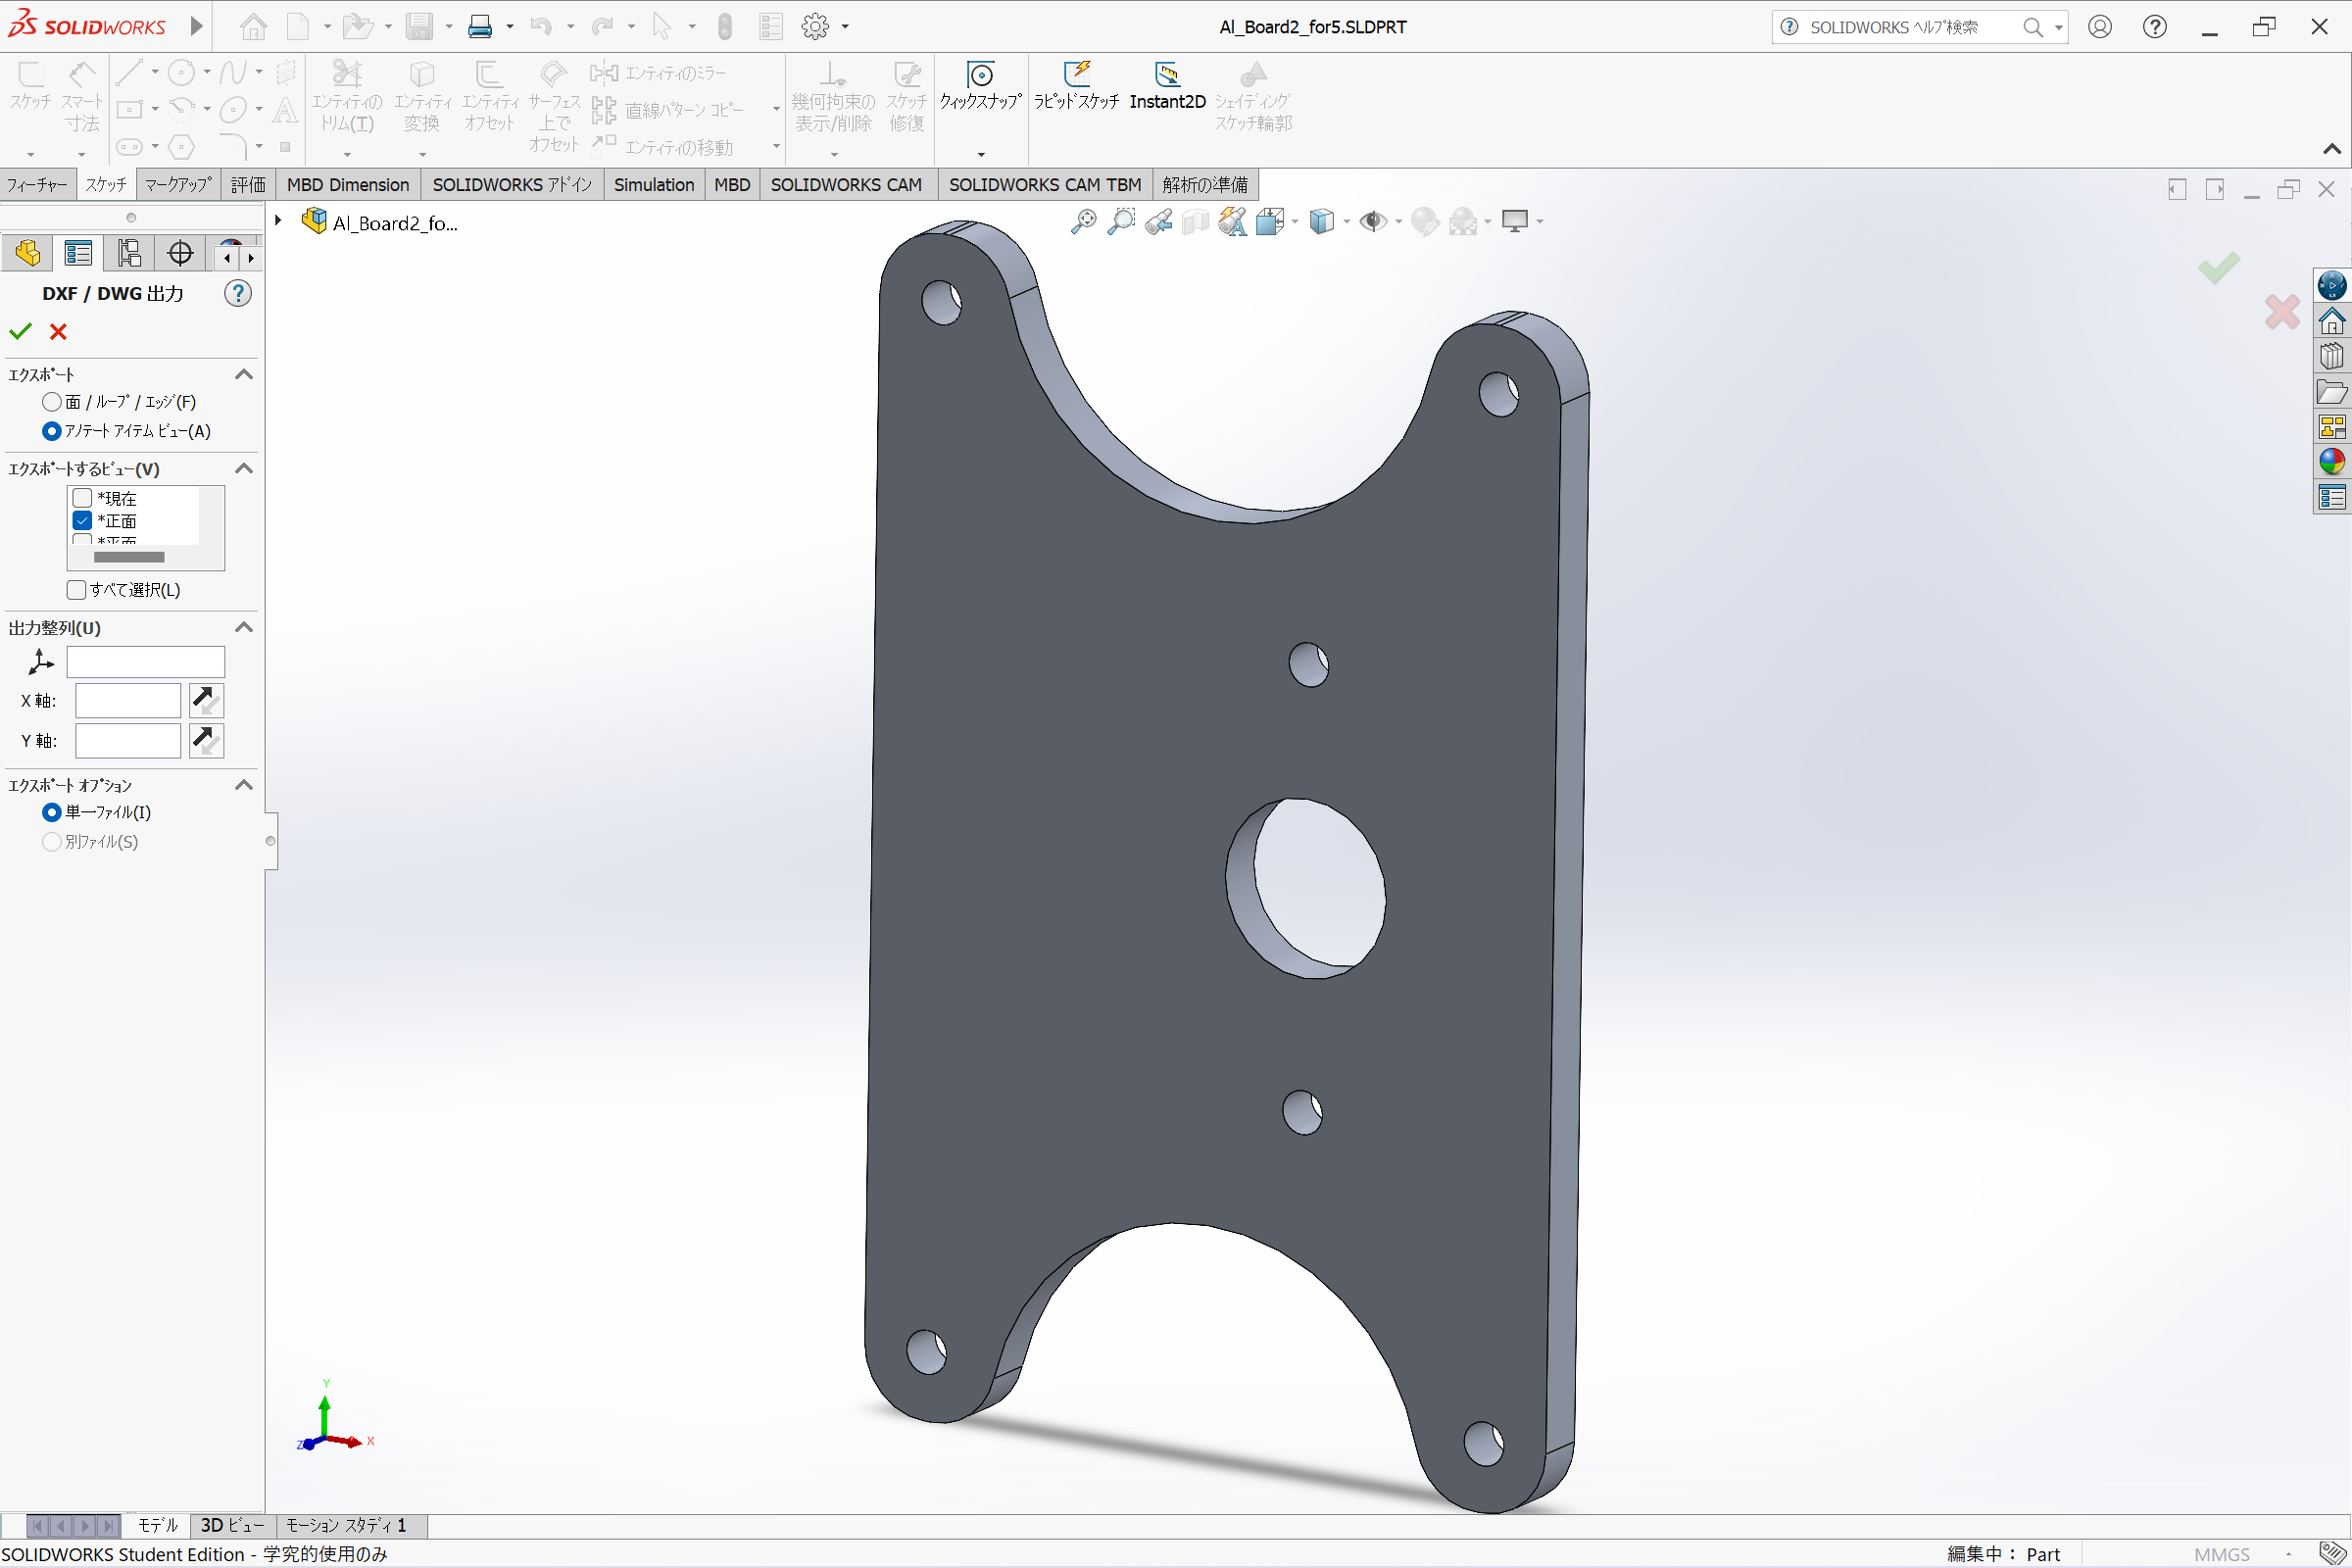 SOLIDWORKS
Al_Board2_for5.SLDPRT
SOLIDWORKS ヘルプ検索
スケッチ
スマート寸法
エンティティのトリム(T)
エンティティ変換
エンティティオフセット
サーフェス上でオフセット
エンティティのミラー
直線パターン コピー
エンティティの移動
幾何拘束の表示/削除
スケッチ修復
クィックスナップ
ラピッドスケッチ
Instant2D
シェイディングスケッチ輪郭
フィーチャー
スケッチ
マークアップ
評価
MBD Dimension
SOLIDWORKS アドイン
Simulation
MBD
SOLIDWORKS CAM
SOLIDWORKS CAM TBM
解析の準備
Al_Board2_fo...
DXF / DWG 出力
エクスポート
面 / ループ / エッジ(F)
アノテート アイテム ビュー(A)
エクスポートするビュー(V)
*現在
*正面
*平面
すべて選択(L)
出力整列(U)
X 軸:
Y 軸:
エクスポート オプション
単一ファイル(I)
別ファイル(S)
Y
Z
X
モデル
3D ビュー
モーション スタディ 1
SOLIDWORKS Student Edition - 学究的使用のみ
編集中： Part
MMGS